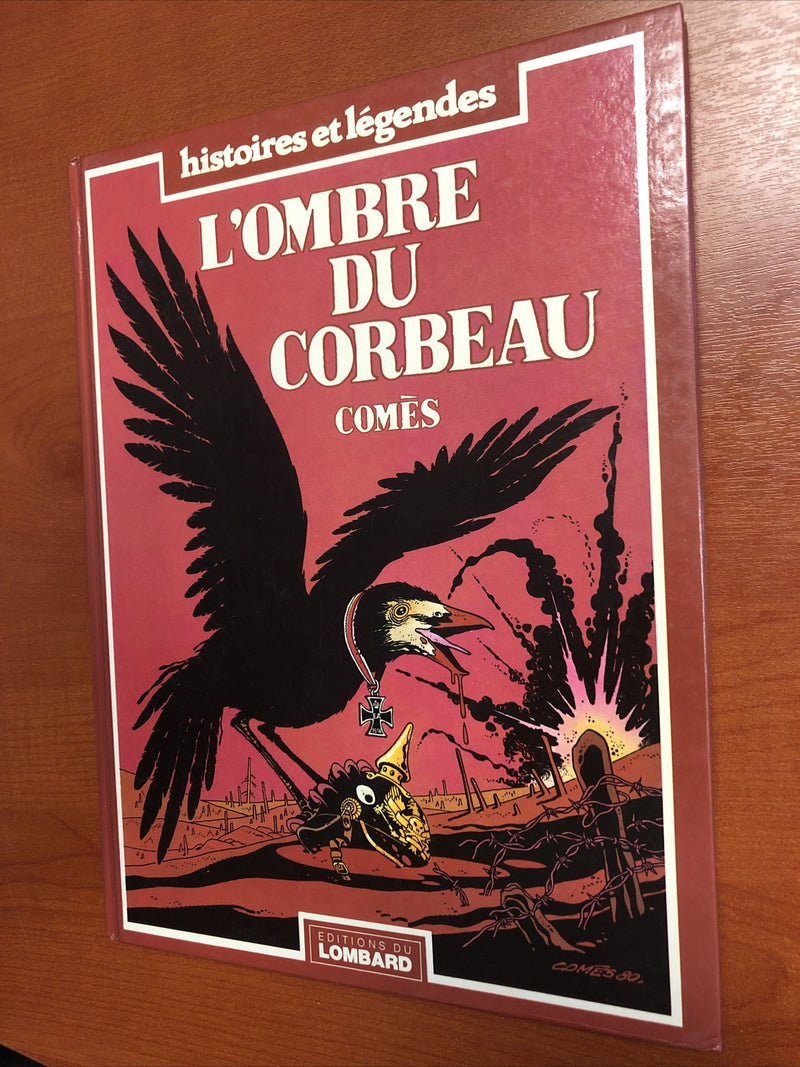 histoires et légendes
L'OMBRE
DU
CORBEAU
COMÈS
EDITIONS DU
LOMBARD
COMÈS 80.